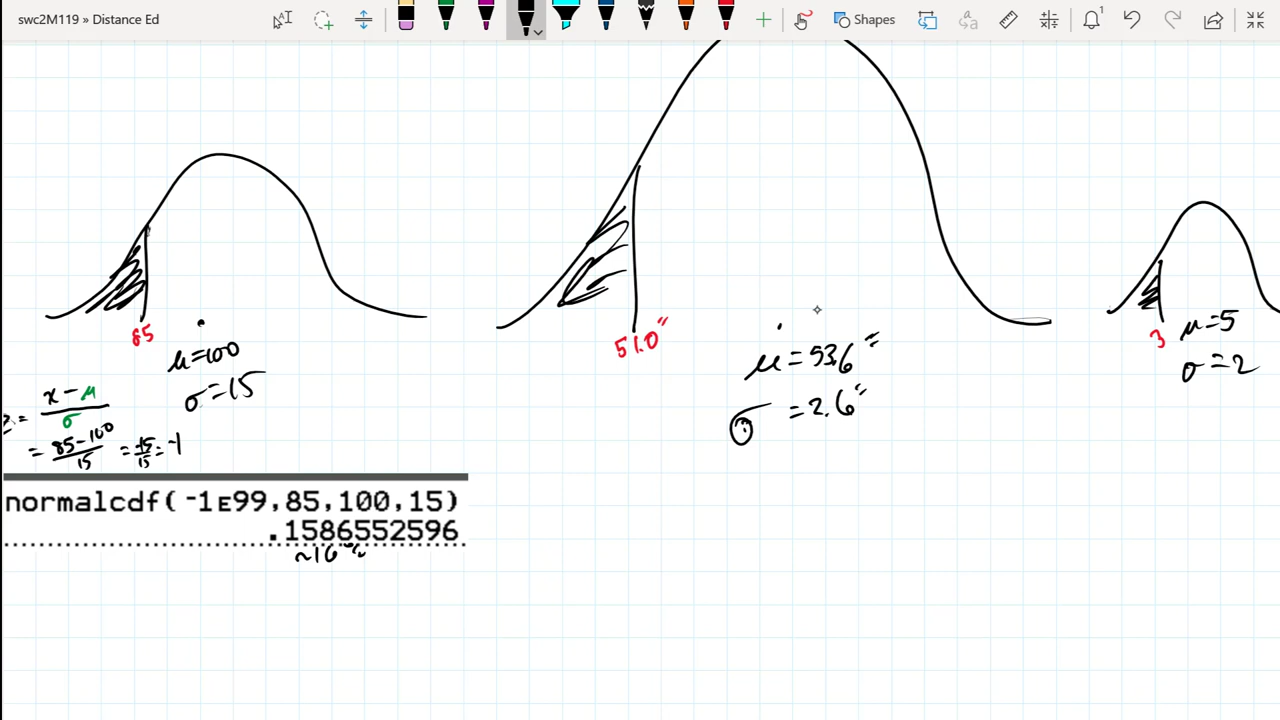 swc2M119 » Distance Ed
Shapes
85
μ=100
σ=15
z = x - μ / σ
= 85-100 / 15 = -15/15 = -1
normalcdf(-1E99,85,100,15)
.1586552596
~16%
51.0"
μ = 53.6"
σ = 2.6"
3
μ=5
σ=2